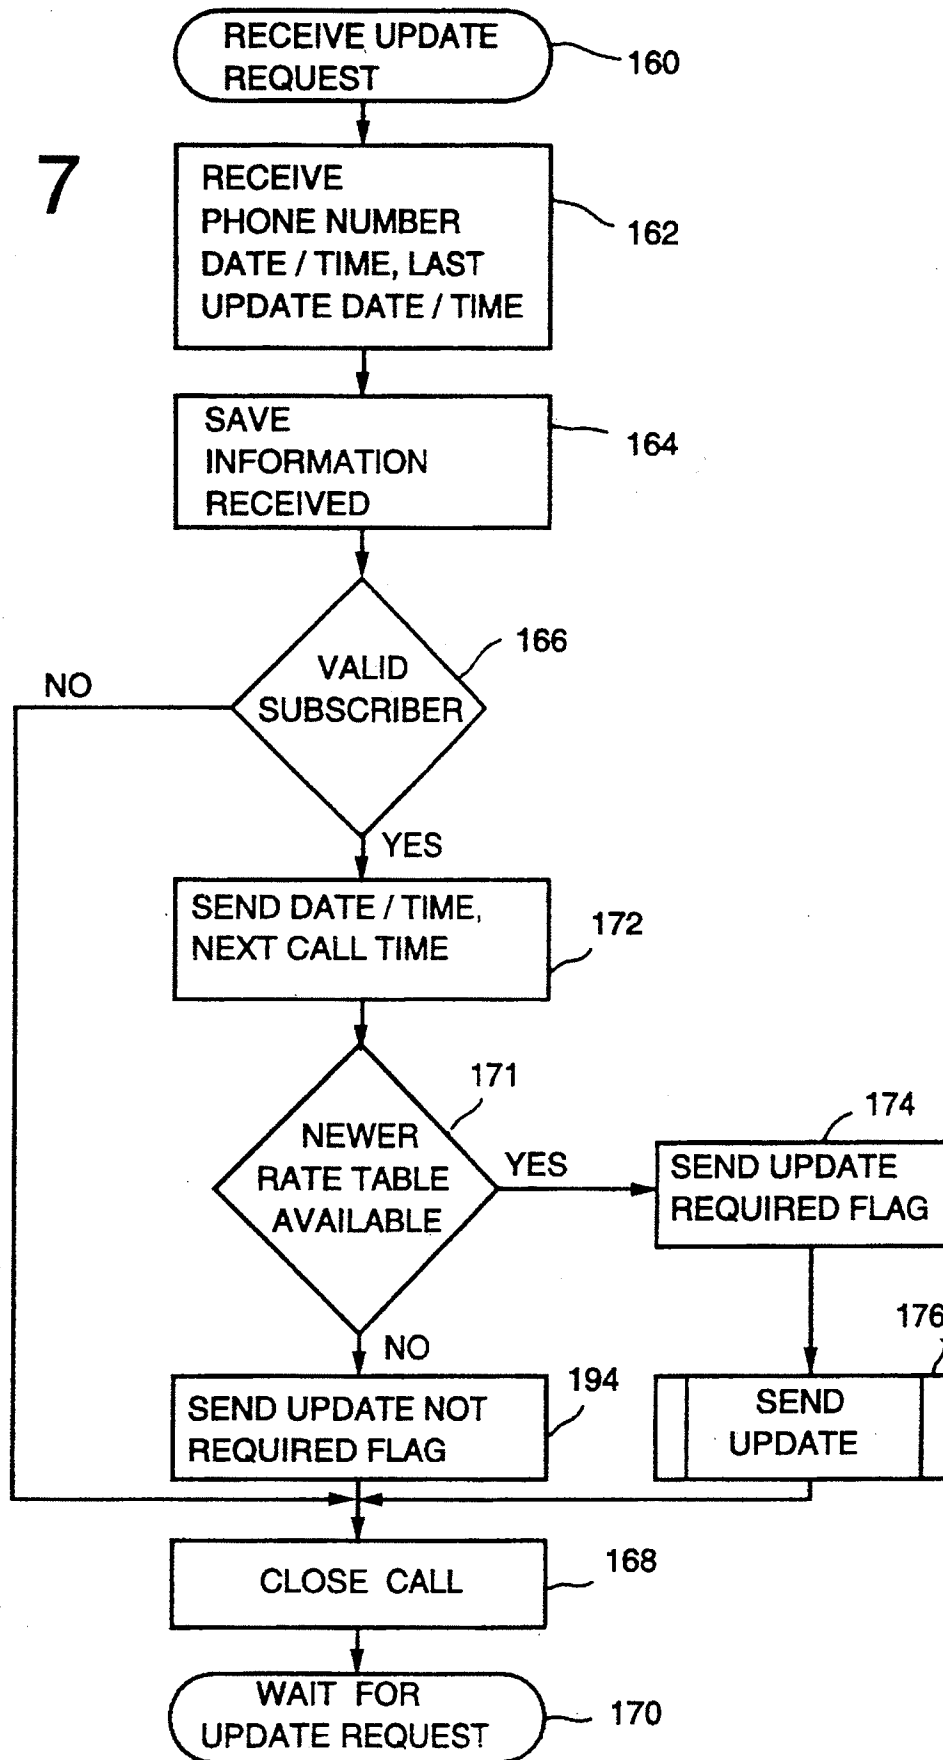 RECEIVE UPDATE
REQUEST
160
7
RECEIVE
PHONE NUMBER
DATE / TIME, LAST
UPDATE DATE / TIME
162
SAVE
INFORMATION
RECEIVED
164
VALID
SUBSCRIBER
166
NO
YES
SEND DATE / TIME,
NEXT CALL TIME
172
NEWER
RATE TABLE
AVAILABLE
171
YES
SEND UPDATE
REQUIRED FLAG
174
NO
SEND UPDATE NOT
REQUIRED FLAG
194
SEND
UPDATE
176
CLOSE CALL
168
WAIT FOR
UPDATE REQUEST
170